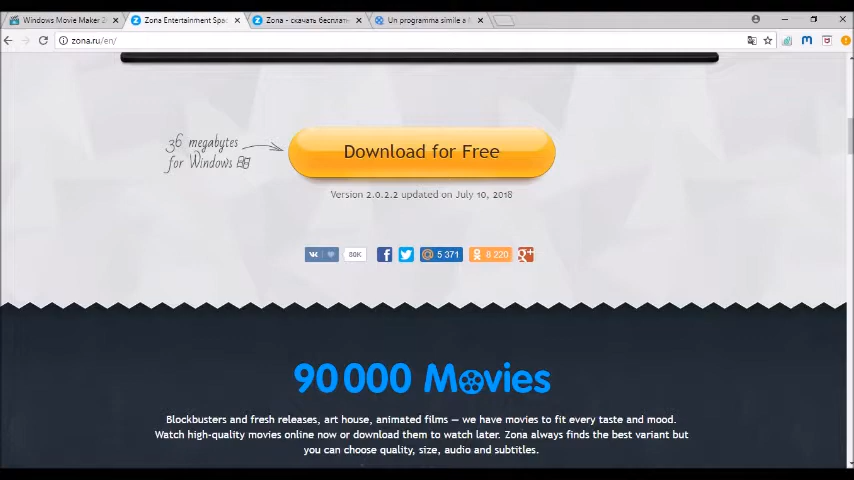 Windows Movie Maker 2
Zona Entertainment Spac
Zona - скачать бесплать
Un programma simile a M
zona.ru/en/
36 megabytes
for Windows
Download for Free
Version 2.0.2.2 updated on July 10, 2018
80K
5 371
8 220
90 000 Movies
Blockbusters and fresh releases, art house, animated films — we have movies to fit every taste and mood.
Watch high-quality movies online now or download them to watch later. Zona always finds the best variant but
you can choose quality, size, audio and subtitles.